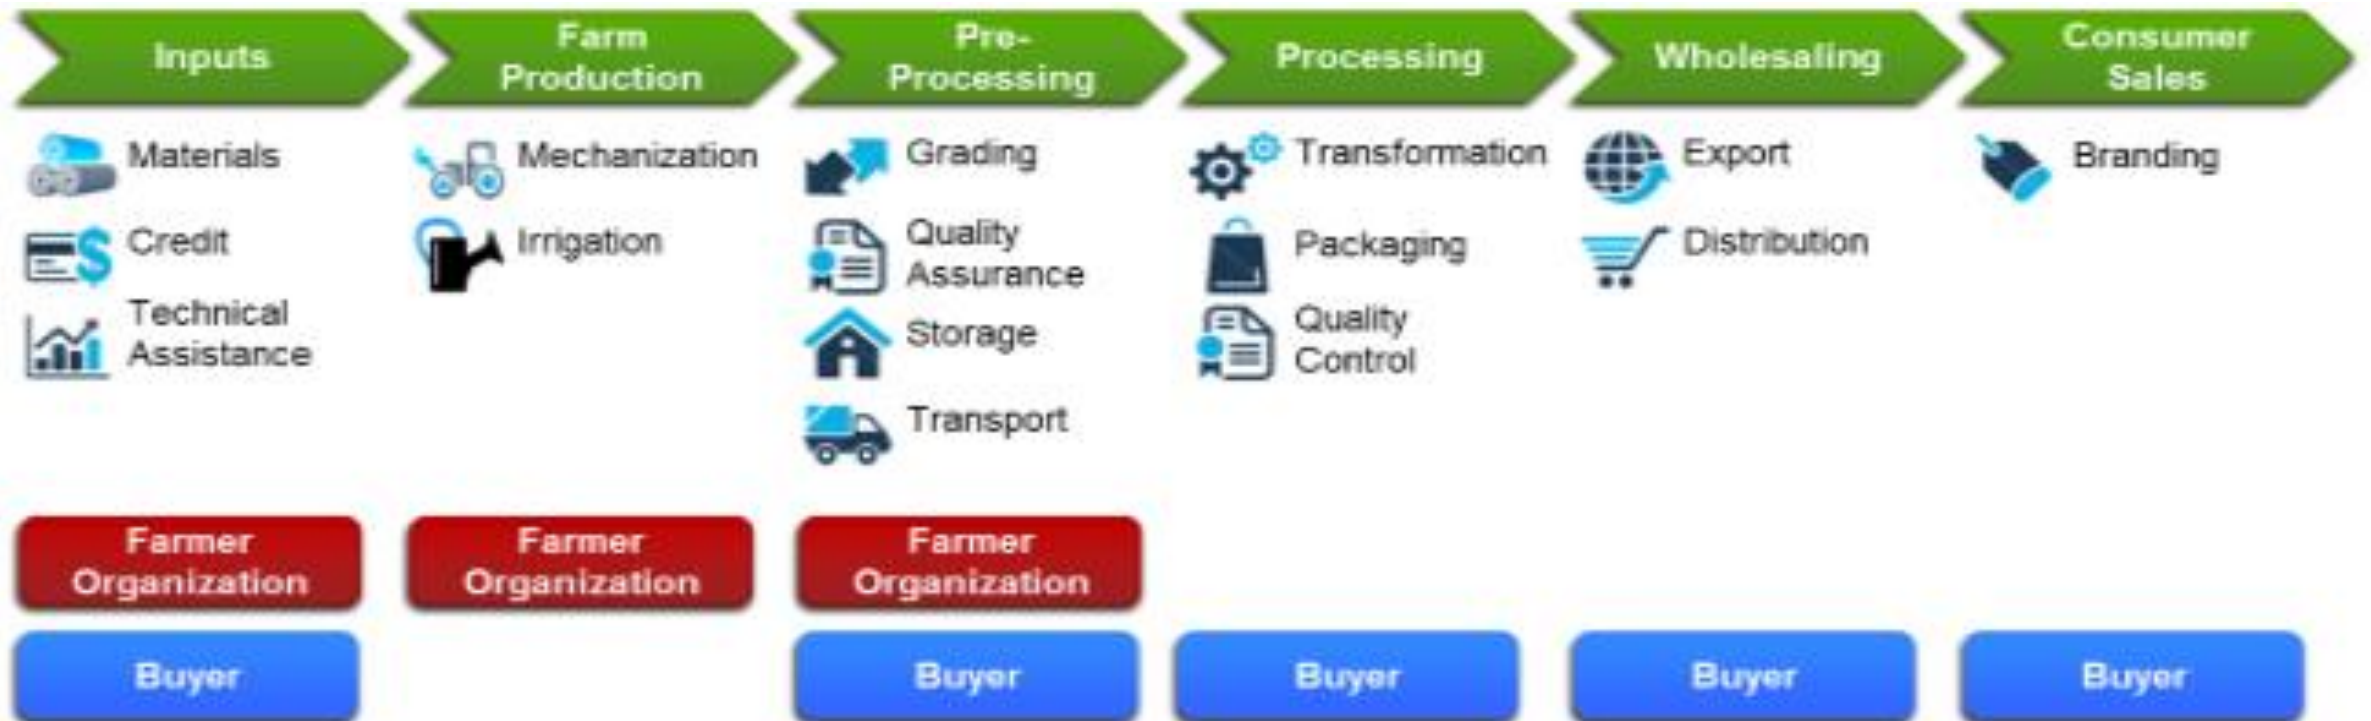 Inputs
Farm
Production
Pre-
Processing
Processing
Wholesaling
Consumer
Sales
Materials
Credit
Technical
Assistance
Mechanization
Irrigation
Grading
Quality
Assurance
Storage
Transport
Transformation
Packaging
Quality
Control
Export
Distribution
Branding
Farmer
Organization
Farmer
Organization
Farmer
Organization
Buyer
Buyer
Buyer
Buyer
Buyer